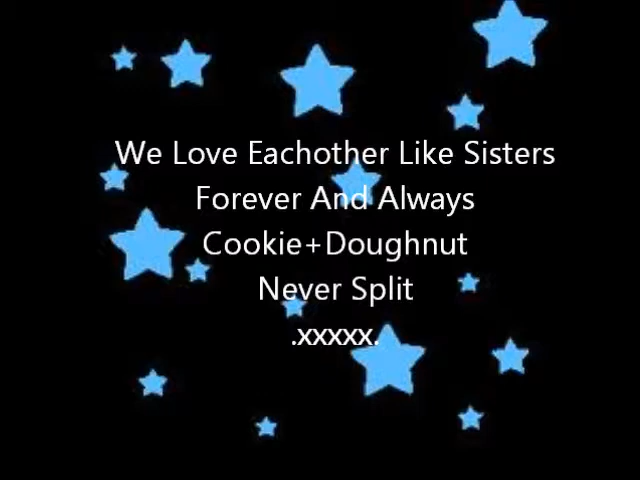 We Love Eachother Like Sisters
Forever And Always
Cookie+Doughnut
Never Split
.xxxxx.